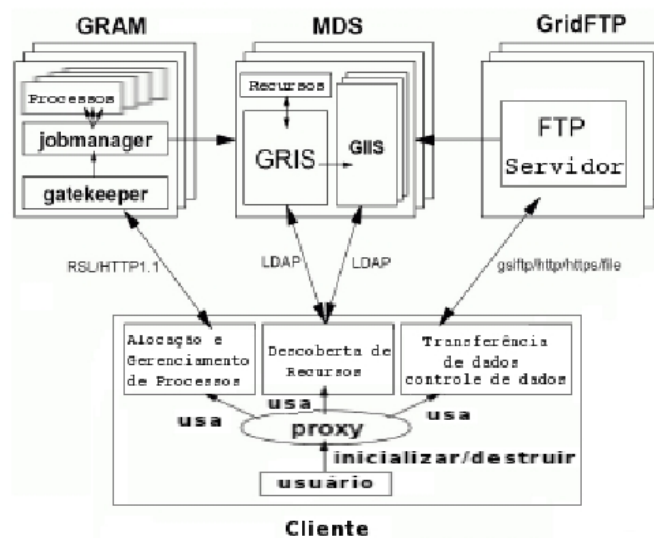 GRAM
MDS
GridFTP
Processos
jobmanager
gatekeeper
Recursos
GRIS
GIIS
FTP
Servidor
RSL/HTTP1.1
LDAP
LDAP
gsiftp/http/https/file
Alocação e
Gerenciamento
de Processos
Descoberta de
Recursos
Transferência
de dados
controle de dados
usa
usa
usa
proxy
inicializar/destruir
usuário
Cliente